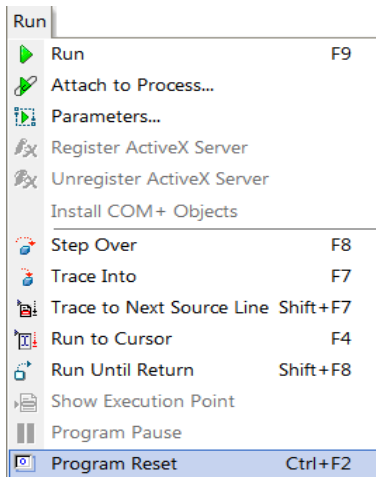 Run
Run F9
Attach to Process...
Parameters...
Register ActiveX Server
Unregister ActiveX Server
Install COM+ Objects
Step Over F8
Trace Into F7
Trace to Next Source Line Shift+F7
Run to Cursor F4
Run Until Return Shift+F8
Show Execution Point
Program Pause
Program Reset Ctrl+F2